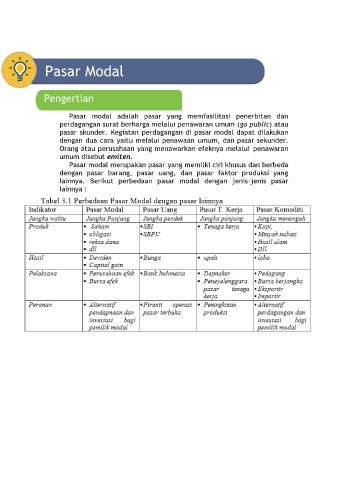 Pasar Modal
Pengertian
Pasar modal adalah pasar yang memfasilitasi penerbitan dan
perdagangan surat berharga melalui penawaran umum (go public) atau
pasar skunder. Kegiatan perdagangan di pasar modal dapat dilakukan
dengan dua cara yaitu melalui penawaan umum, dan pasar sekunder.
Orang atau perusahaan yang menawarkan efeknya melalui penawaran
umum disebut emiten.
Pasar modal merupakan pasar yang memliki ciri khusus dan berbeda
dengan pasar barang, pasar uang, dan pasar faktor produksi yang
lainnya. Berikut perbedaan pasar modal dengan jenis-jenis pasar
lainnya :
Tabel 3.1 Perbedaan Pasar Modal dengan pasar lainnya
Indikator Pasar Modal Pasar Uang Pasar T. Kerja Pasar Komoditi
Jangka waktu Jangka Panjang Jangka pendek Jangka panjang Jangka menengah
Produk • Saham •SBI • Tenaga kerja •Kopi,
• obligasi •SBPU •Minyak nabati
• reksa dana •Hasil alam
• dll •Dll
Hasil • Deviden •Bunga • upah •laba
• Capital gain
Pelaksana • Perusahaan efek •Bank Indonesia • Depnaker •Pedagang
• Bursa efek • Penyelenggara •Bursa berjangka
pasar tenaga •Eksportir
kerja •Importir
Peranan • Alternatif •Piranti operasi • Peningkatan •Alternatif
pendanaan dan pasar terbuka produksi perdagangan dan
investasi bagi investasi bagi
pemilik modal pemilik modal